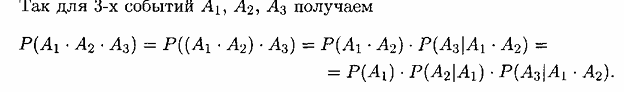 Так для 3-х событий A₁, A₂, A₃ получаем
P(A₁ · A₂ · A₃) = P((A₁ · A₂) · A₃) = P(A₁ · A₂) · P(A₃|A₁ · A₂) =
= P(A₁) · P(A₂|A₁) · P(A₃|A₁ · A₂).